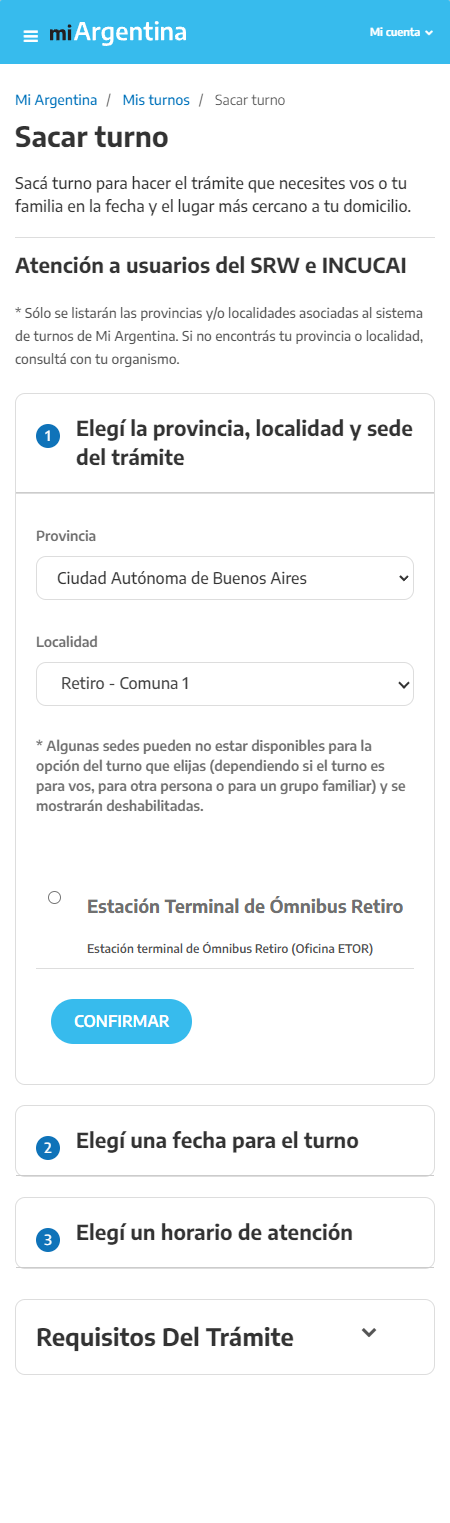 miArgentina
Mi cuenta
Mi Argentina / Mis turnos / Sacar turno
Sacar turno
Sacá turno para hacer el trámite que necesites vos o tu
familia en la fecha y el lugar más cercano a tu domicilio.
Atención a usuarios del SRW e INCUCAI
* Sólo se listarán las provincias y/o localidades asociadas al sistema
de turnos de Mi Argentina. Si no encontrás tu provincia o localidad,
consultá con tu organismo.
1 Elegí la provincia, localidad y sede
del trámite
Provincia
Ciudad Autónoma de Buenos Aires
Localidad
Retiro - Comuna 1
* Algunas sedes pueden no estar disponibles para la
opción del turno que elijas (dependiendo si el turno es
para vos, para otra persona o para un grupo familiar) y se
mostrarán deshabilitadas.
Estación Terminal de Ómnibus Retiro
Estación terminal de Ómnibus Retiro (Oficina ETOR)
CONFIRMAR
2 Elegí una fecha para el turno
3 Elegí un horario de atención
Requisitos Del Trámite